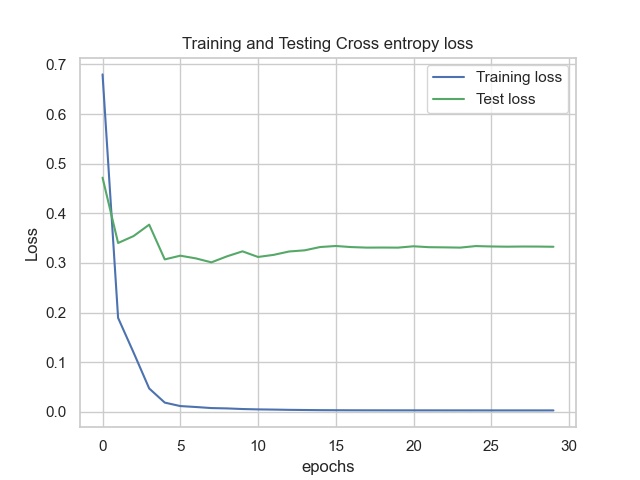 Training and Testing Cross entropy loss
Training loss
Test loss
Loss
0.7
0.6
0.5
0.4
0.3
0.2
0.1
0.0
0 5 10 15 20 25 30
epochs